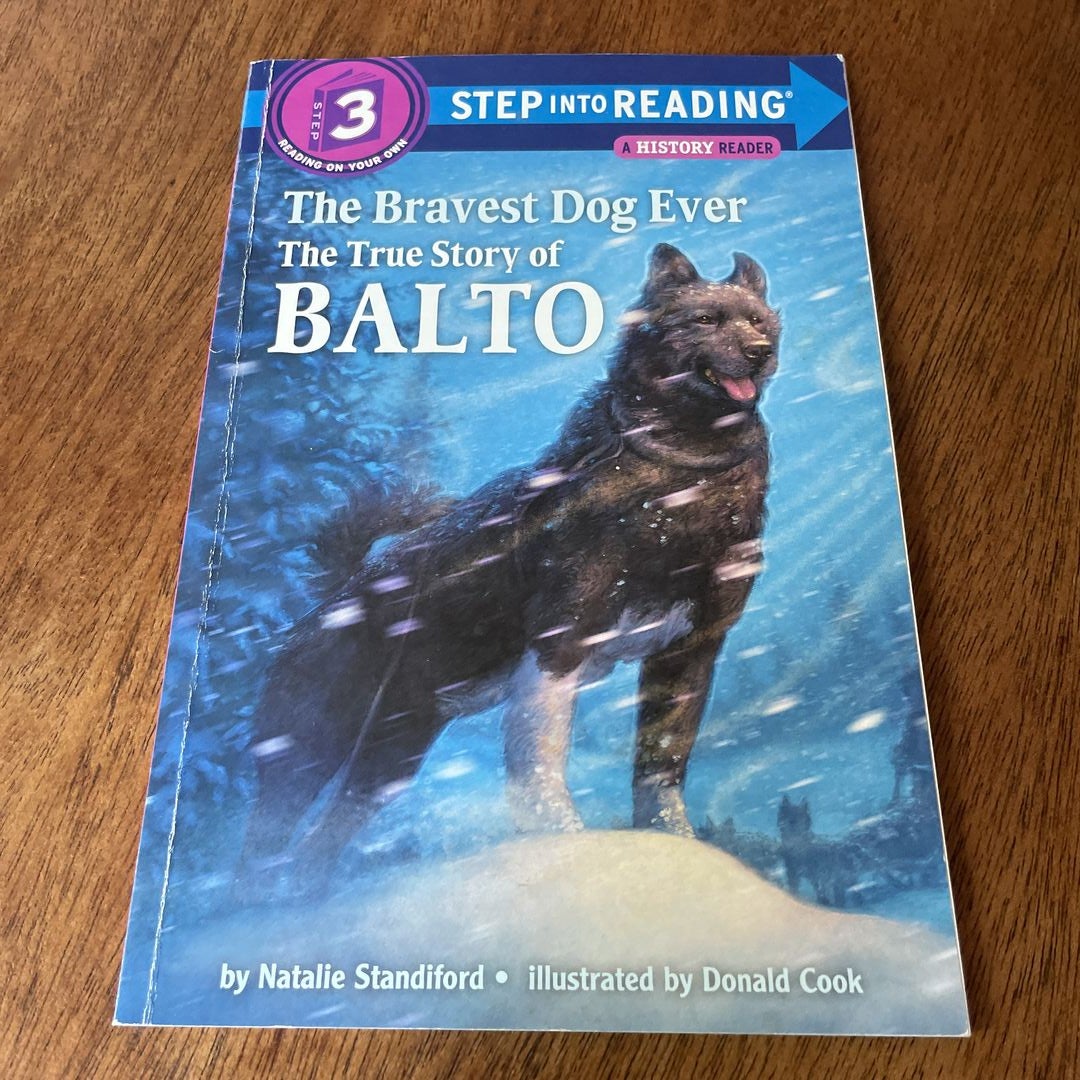 STEP 3
READING ON YOUR OWN
STEP INTO READING®
A HISTORY READER
The Bravest Dog Ever
The True Story of
BALTO
by Natalie Standiford • illustrated by Donald Cook